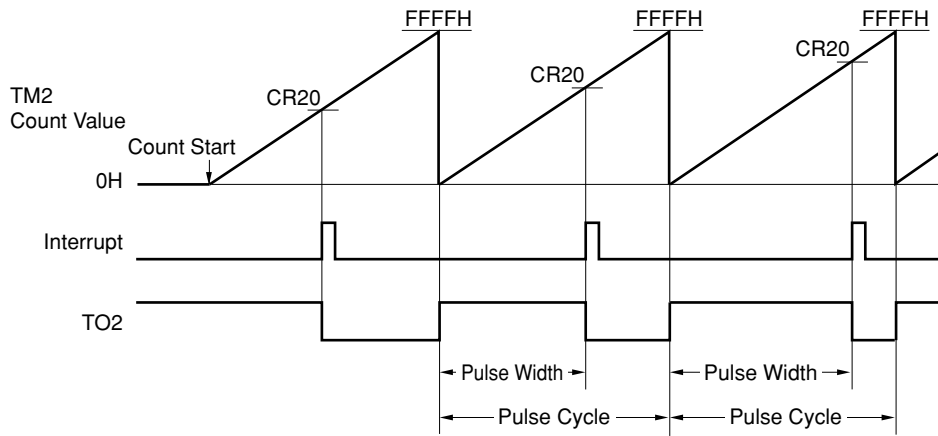 FFFFH FFFFH FFFFH
CR20
CR20
CR20
TM2
Count Value
Count Start
0H
Interrupt
TO2
Pulse Width Pulse Width
Pulse Cycle Pulse Cycle